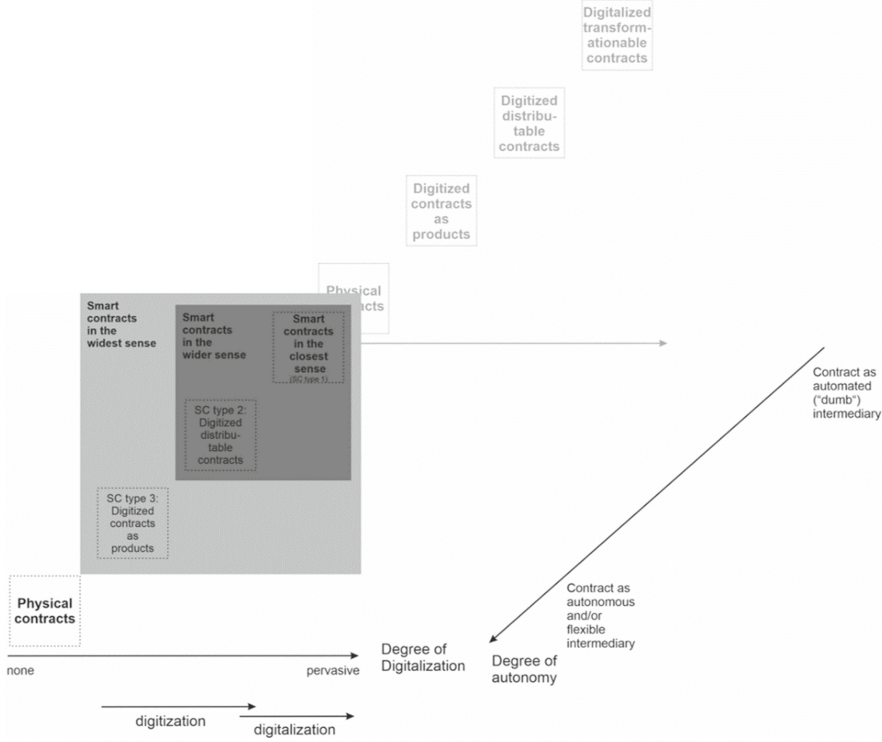 Digitalized
transform-
ationable
contracts
Digitized
distribu-
table
contracts
Digitized
contracts
as
products
Physical
acts
Smart
contracts
in the
widest sense
Smart
contracts
in the
wider sense
Smart
contracts
in the
closest
sense
(SC type 1)
SC type 2:
Digitized
distribu-
table
contracts
SC type 3:
Digitized
contracts
as
products
Physical
contracts
none
pervasive
Degree of
Digitalization
digitization
digitalization
Contract as
automated
("dumb")
intermediary
Contract as
autonomous
and/or
flexible
intermediary
Degree of
autonomy